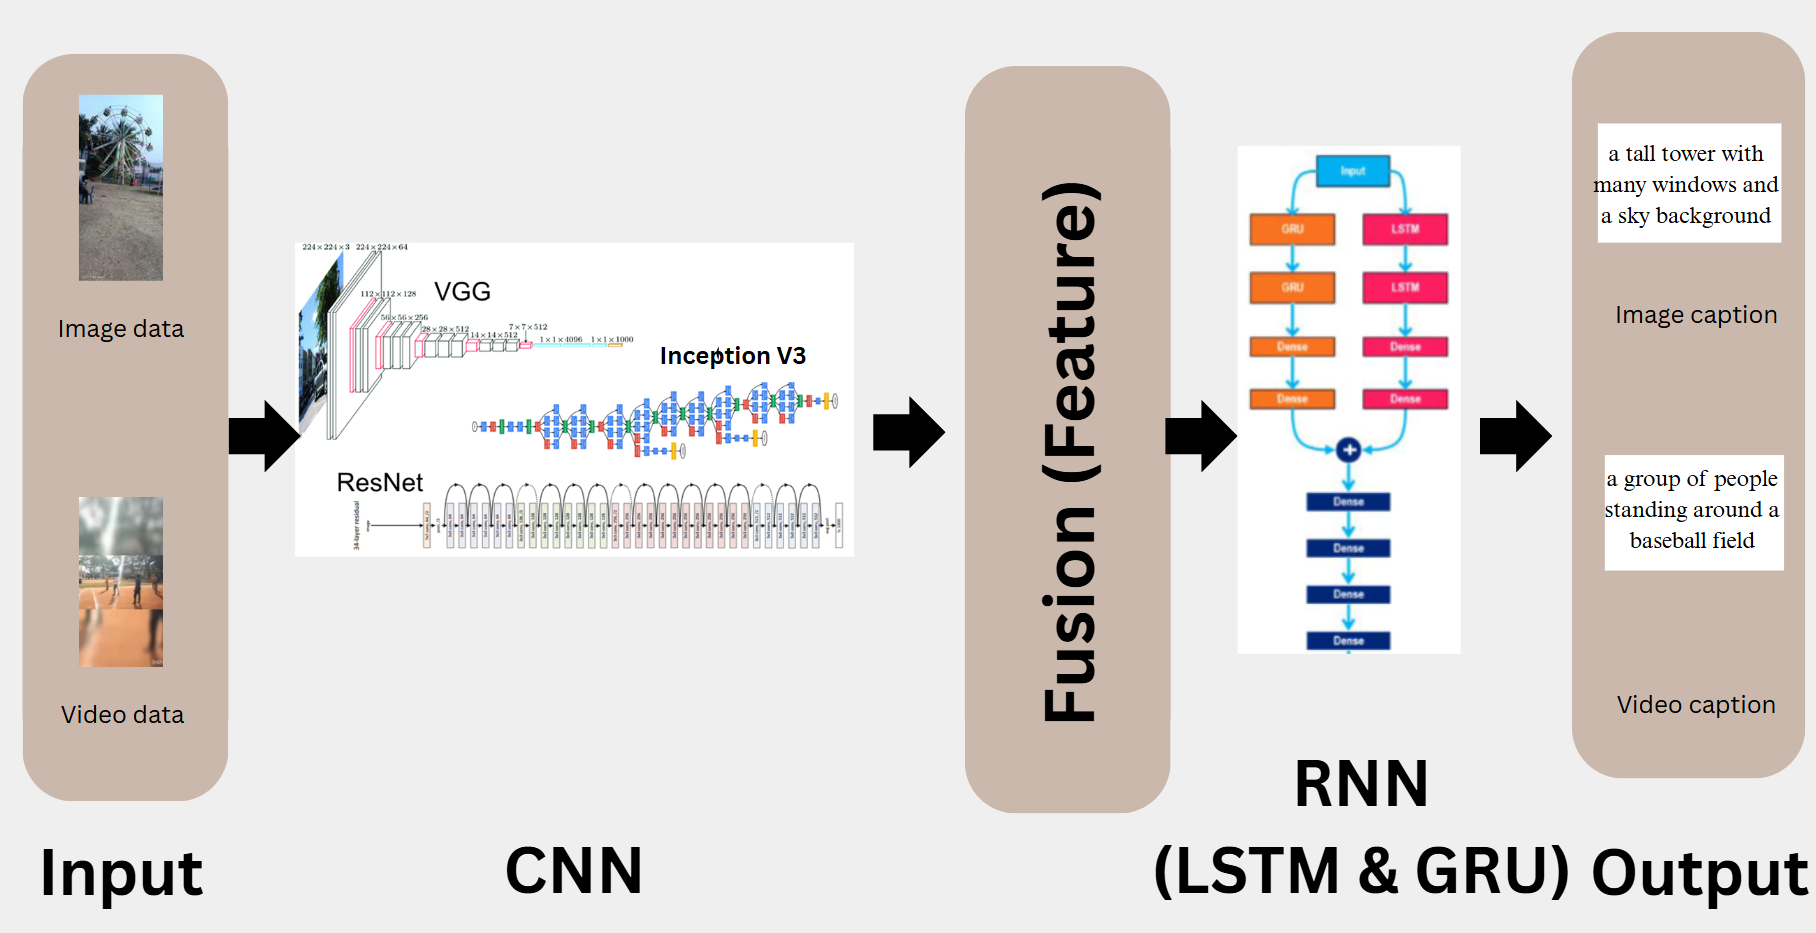 Image data
Video data
Input
224×224×3 224×224×64
112×112×128
56×56×256
28×28×512
14×14×512
7×7×512
1×1×4096 1×1×1000
VGG
Inception V3
ResNet
34-layer residual
CNN
Fusion (Feature)
Input
GRU LSTM
GRU LSTM
Dense Dense
Dense Dense
+
Dense
Dense
Dense
Dense
RNN
(LSTM & GRU)
a tall tower with
many windows and
a sky background
Image caption
a group of people
standing around a
baseball field
Video caption
Output